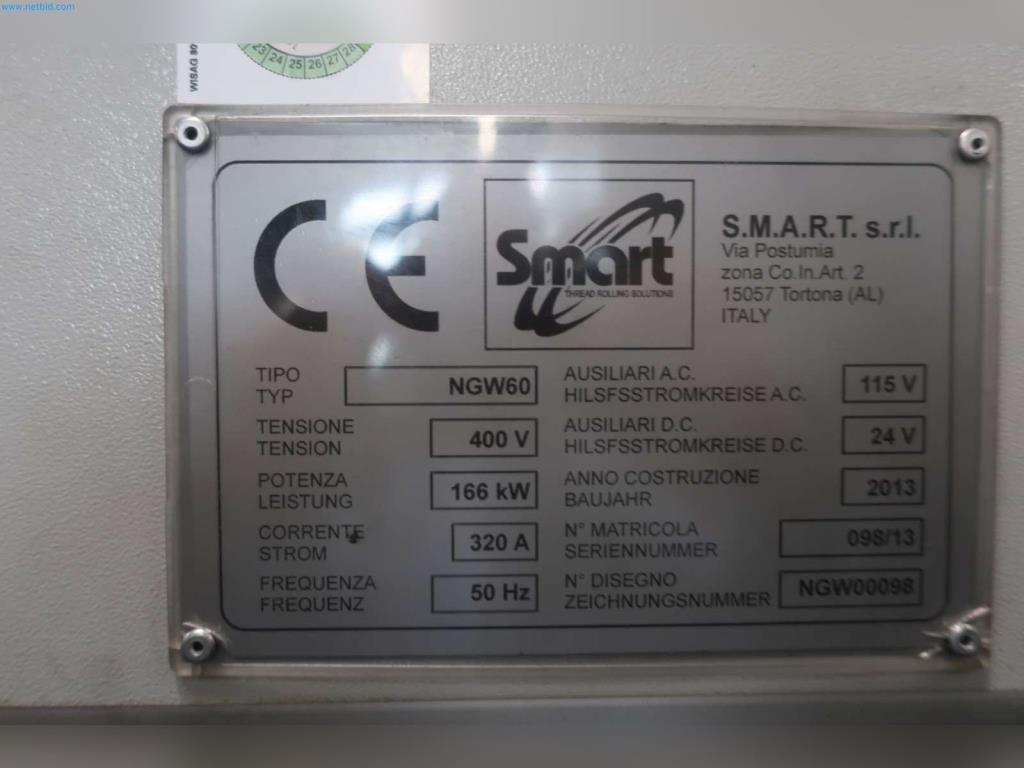 www.netbid.com
WISAG
23 24 25 26 27 28
CE
Smart
THREAD ROLLING SOLUTIONS
S.M.A.R.T. s.r.l.
Via Postumia
zona Co.In.Art. 2
15057 Tortona (AL)
ITALY
TIPO
TYP
NGW60
TENSIONE
TENSION
400 V
POTENZA
LEISTUNG
166 kW
CORRENTE
STROM
320 A
FREQUENZA
FREQUENZ
50 Hz
AUSILIARI A.C.
HILSFSSTROMKREISE A.C.
115 V
AUSILIARI D.C.
HILSFSSTROMKREISE D.C.
24 V
ANNO COSTRUZIONE
BAUJAHR
2013
N° MATRICOLA
SERIENNUMMER
098/13
N° DISEGNO
ZEICHNUNGSNUMMER
NGW00098